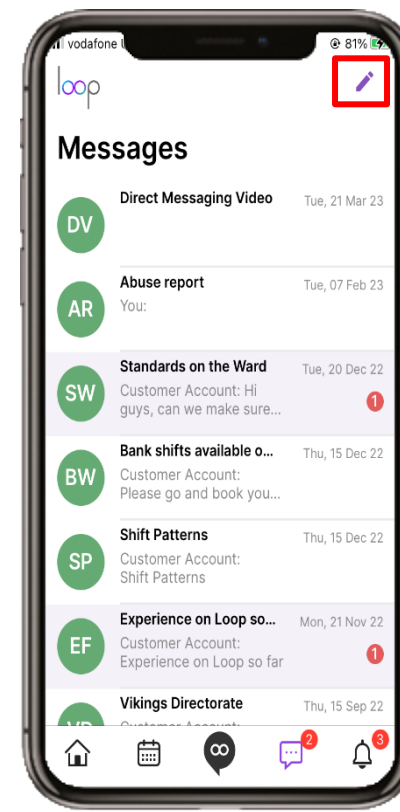 vodafone
81%
loop
Messages
DV
Direct Messaging Video
Tue, 21 Mar 23
AR
Abuse report
Tue, 07 Feb 23
You:
SW
Standards on the Ward
Tue, 20 Dec 22
Customer Account: Hi
guys, can we make sure...
1
BW
Bank shifts available o...
Thu, 15 Dec 22
Customer Account:
Please go and book you...
SP
Shift Patterns
Thu, 15 Dec 22
Customer Account:
Shift Patterns
EF
Experience on Loop so...
Mon, 21 Nov 22
Customer Account:
Experience on Loop so far
1
Vikings Directorate
Thu, 15 Sep 22
2
3